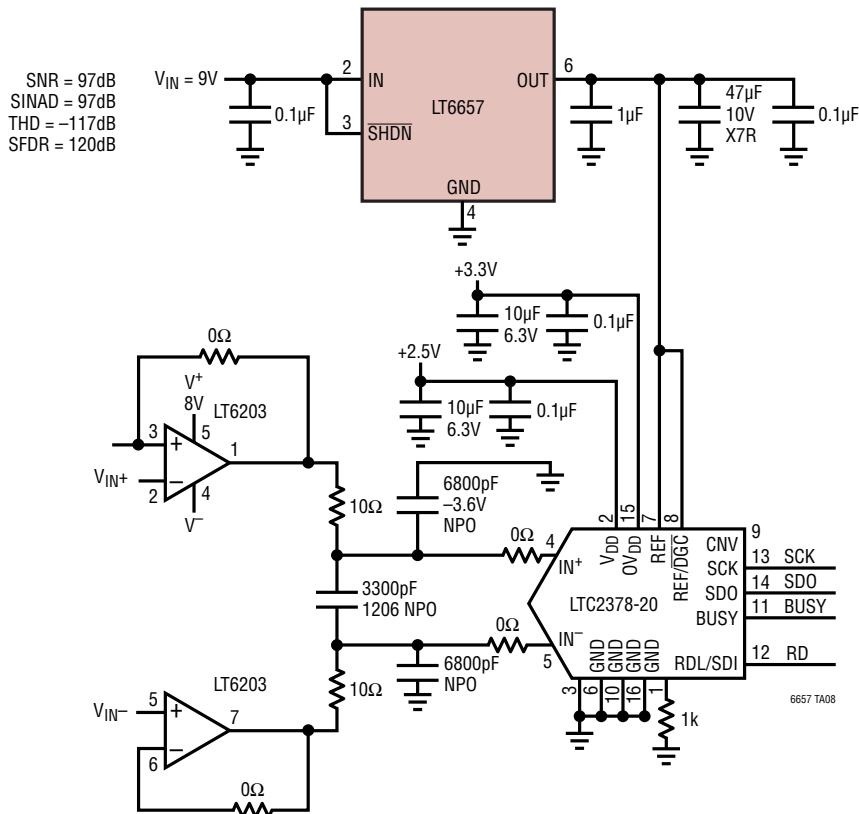 SNR = 97dB
SINAD = 97dB
THD = –117dB
SFDR = 120dB
VIN = 9V
0.1µF
2
IN
3
SHDN
LT6657
OUT
6
GND
4
1µF
47µF
10V
X7R
0.1µF
+3.3V
10µF
6.3V
0.1µF
+2.5V
10µF
6.3V
0.1µF
0Ω
V+
8V
LT6203
3
+
5
1
VIN+
–
2
4
V–
10Ω
6800pF
–3.6V
NPO
0Ω
4
IN+
3300pF
1206 NPO
0Ω
IN–
5
6800pF
NPO
10Ω
LT6203
VIN–
5
+
7
–
6
0Ω
2
15
7
8
VDD
OVDD
REF
REF/DGC
9
CNV
13
SCK
SCK
14
SDO
SDO
11
BUSY
BUSY
LTC2378-20
GND
GND
GND
GND
RDL/SDI
12
RD
3
6
10
16
1
1k
6657 TA08